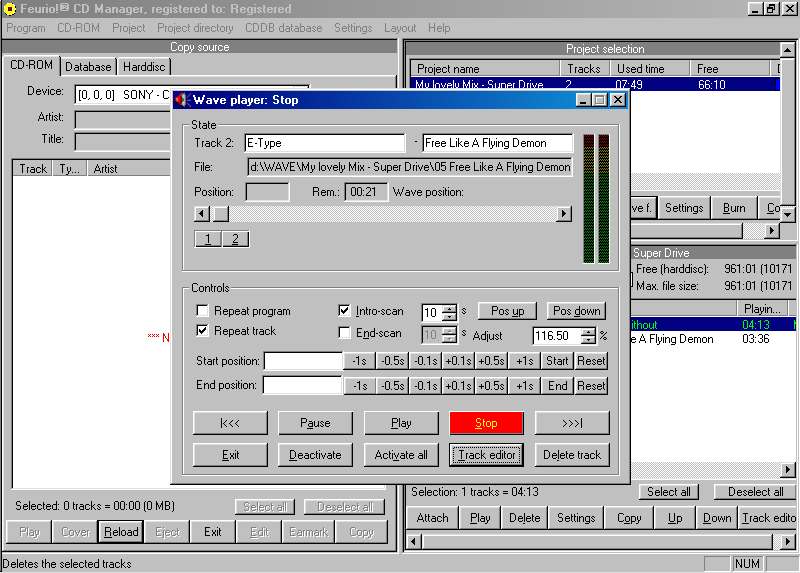 Feurio!® CD Manager, registered to: Registered
Program CD-ROM Project Project directory CDDB database Settings Layout Help
Copy source
CD-ROM Database Harddisc
Device: [0, 0, 0] SONY - C
Artist:
Title:
Track Ty... Artist
*** N
Selected: 0 tracks = 00:00 (0 MB)
Select all Deselect all
Play Cover Reload Eject Exit Edit Earmark Copy
Project selection
Project name Tracks Used time Free
My lovely Mix - Super Drive 2 07:49 66:10
ve f. Settings Burn Co
Super Drive
Free (harddisc): 961:01 (10171
Max. file size: 961:01 (10171
Playin...
ithout 04:13
e A Flying Demon 03:36
Selection: 1 tracks = 04:13
Select all Deselect all
Attach Play Delete Settings Copy Up Down Track edito
Wave player: Stop
State
Track 2: E-Type - Free Like A Flying Demon
File: d:\WAVE\My lovely Mix - Super Drive\05 Free Like A Flying Demon
Position: Rem.: 00:21 Wave position:
1 2
Controls
Repeat program Intro-scan 10 s Pos up Pos down
Repeat track End-scan 10 s Adjust 116.50 %
Start position: -1s -0.5s -0.1s +0.1s +0.5s +1s Start Reset
End position: -1s -0.5s -0.1s +0.1s +0.5s +1s End Reset
|<<< Pause Play Stop >>>|
Exit Deactivate Activate all Track editor Delete track
Deletes the selected tracks
NUM